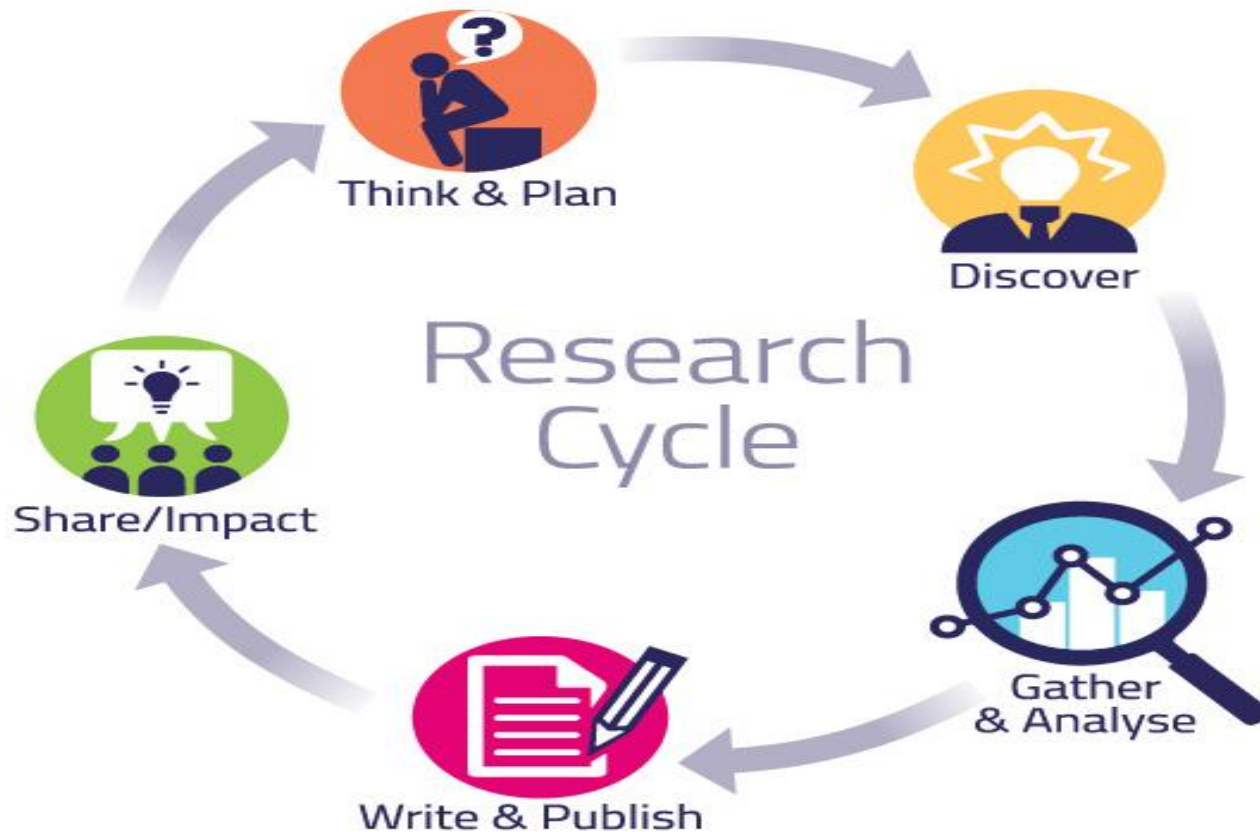 ?
Think & Plan
Discover
Research
Cycle
Share/Impact
Gather
& Analyse
Write & Publish